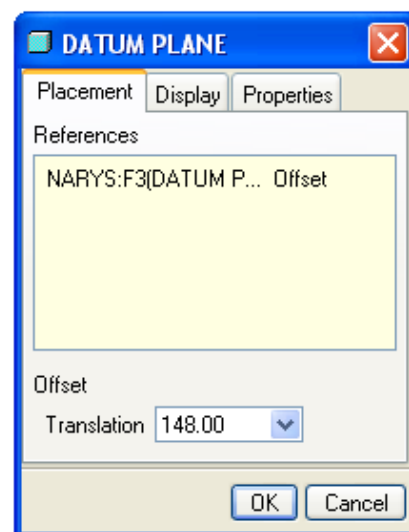 DATUM PLANE
Placement Display Properties
References
NARYS:F3(DATUM P... Offset
Offset
Translation 148.00
OK Cancel